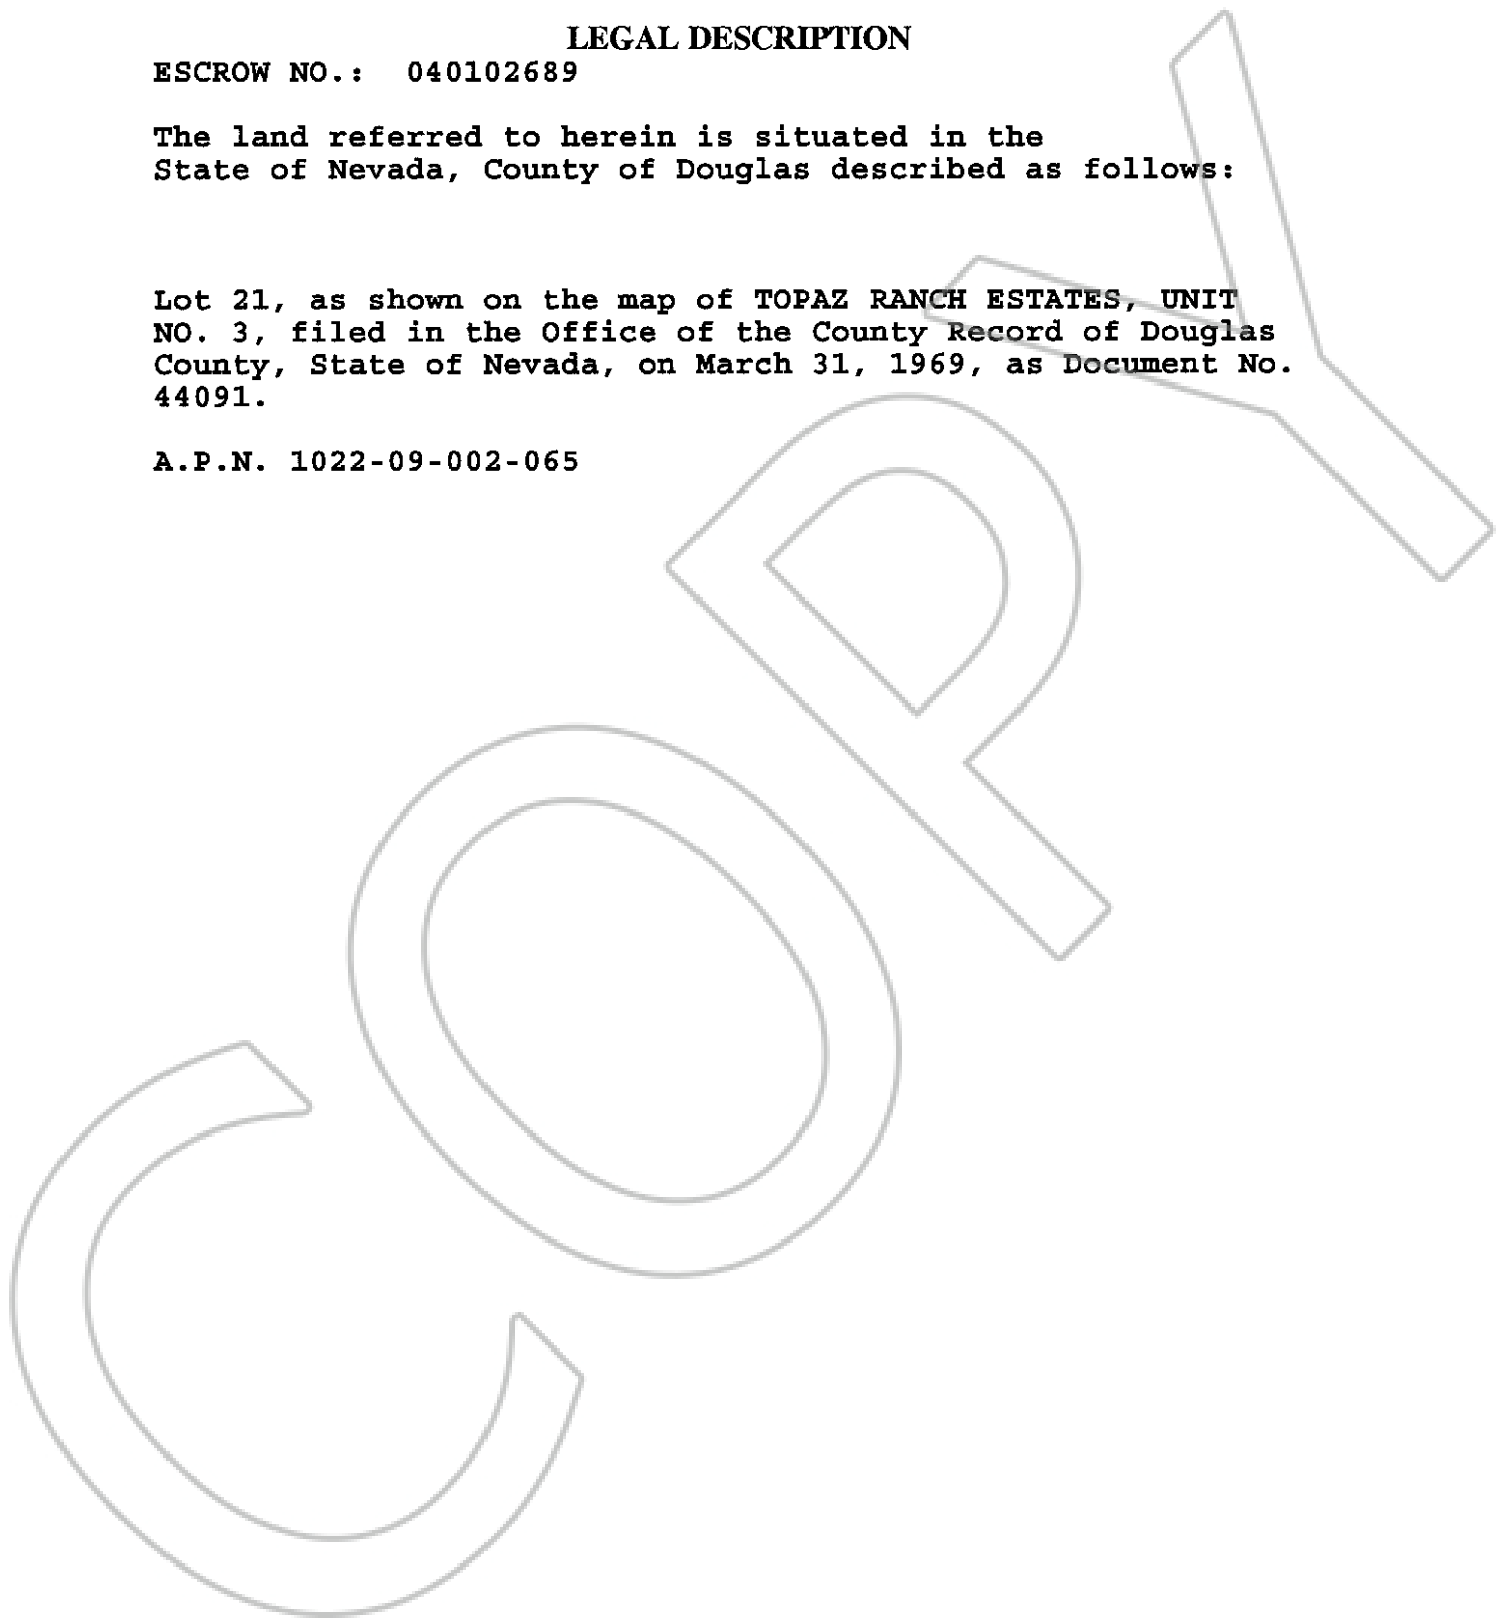 LEGAL DESCRIPTION
ESCROW NO.: 040102689
The land referred to herein is situated in the
State of Nevada, County of Douglas described as follows:
Lot 21, as shown on the map of TOPAZ RANCH ESTATES, UNIT
NO. 3, filed in the Office of the County Record of Douglas
County, State of Nevada, on March 31, 1969, as Document No.
44091.
A.P.N. 1022-09-002-065
COPY